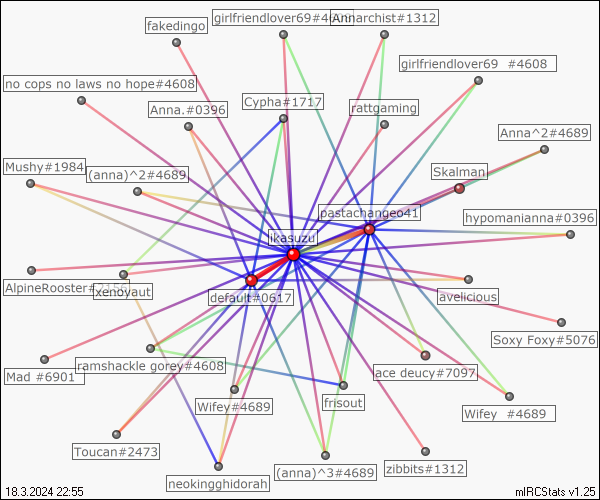 girlfriendlover69#4608 Annarchist#1312
fakedingo
girlfriendlover69 #4608
no cops no laws no hope#4608
Cypha#1717
Anna.#0396 rattgaming
Anna^2#4689
Mushy#1984
(anna)^2#4689 Skalman
pastachangeo41 hypomanianna#0396
ikasuzu
AlpineRooster#2156
xenoyaut default#0617 avelicious
Soxy Foxy#5076
ramshackle gorey#4608 ace deucy#7097
Mad #6901
Wifey#4689 frisout Wifey #4689
Toucan#2473
(anna)^3#4689 zibbits#1312
neokingghidorah
18.3.2024 22:55 mIRCStats v1.25